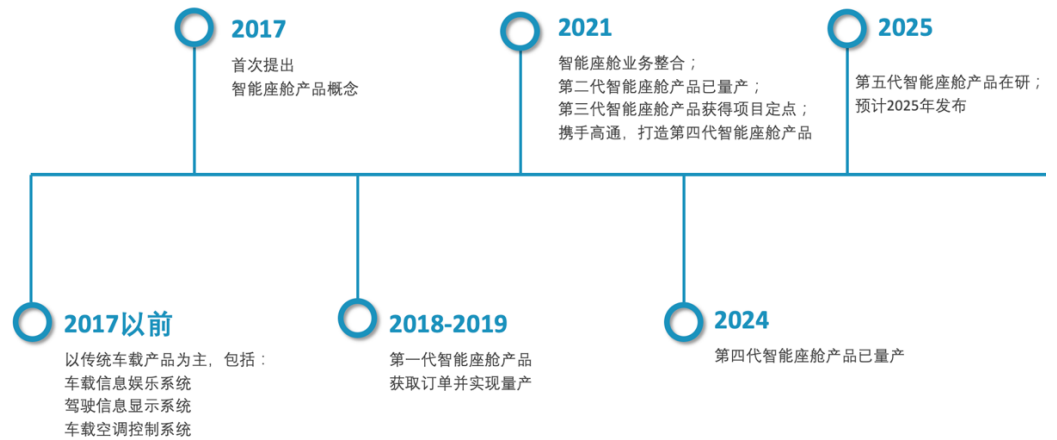 2017
首次提出
智能座舱产品概念
2021
智能座舱业务整合；
第二代智能座舱产品已量产；
第三代智能座舱产品获得项目定点；
携手高通，打造第四代智能座舱产品
2025
第五代智能座舱产品在研；
预计2025年发布
2017以前
以传统车载产品为主，包括：
车载信息娱乐系统
驾驶信息显示系统
车载空调控制系统
2018-2019
第一代智能座舱产品
获取订单并实现量产
2024
第四代智能座舱产品已量产